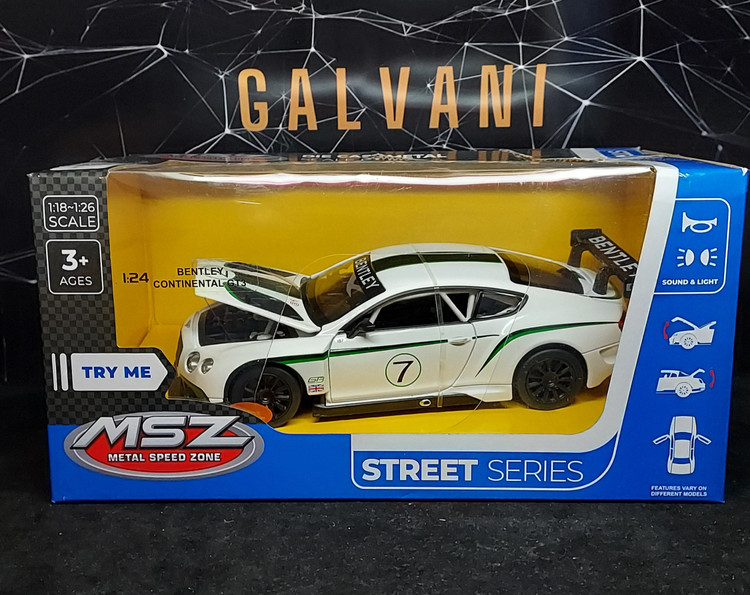 GALVANI
1:18~1:26
SCALE
3+
AGES
1:24
BENTLEY
CONTINENTAL GT3
BENTLEY
BENTLEY
7
TRY ME
MSZ
METAL SPEED ZONE
STREET SERIES
SOUND & LIGHT
FEATURES VARY ON
DIFFERENT MODELS